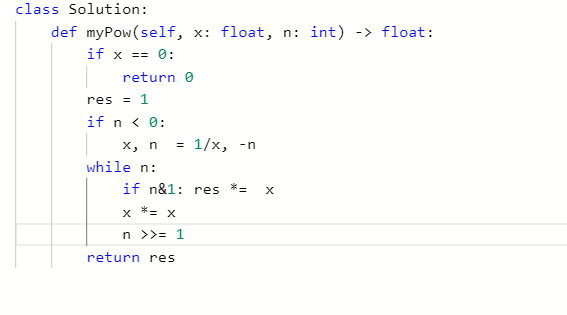 class Solution:
    def myPow(self, x: float, n: int) -> float:
        if x == 0:
            return 0
        res = 1
        if n < 0:
            x, n  = 1/x, -n
        while n:
            if n&1: res *=  x
            x *= x
            n >>= 1
        return res